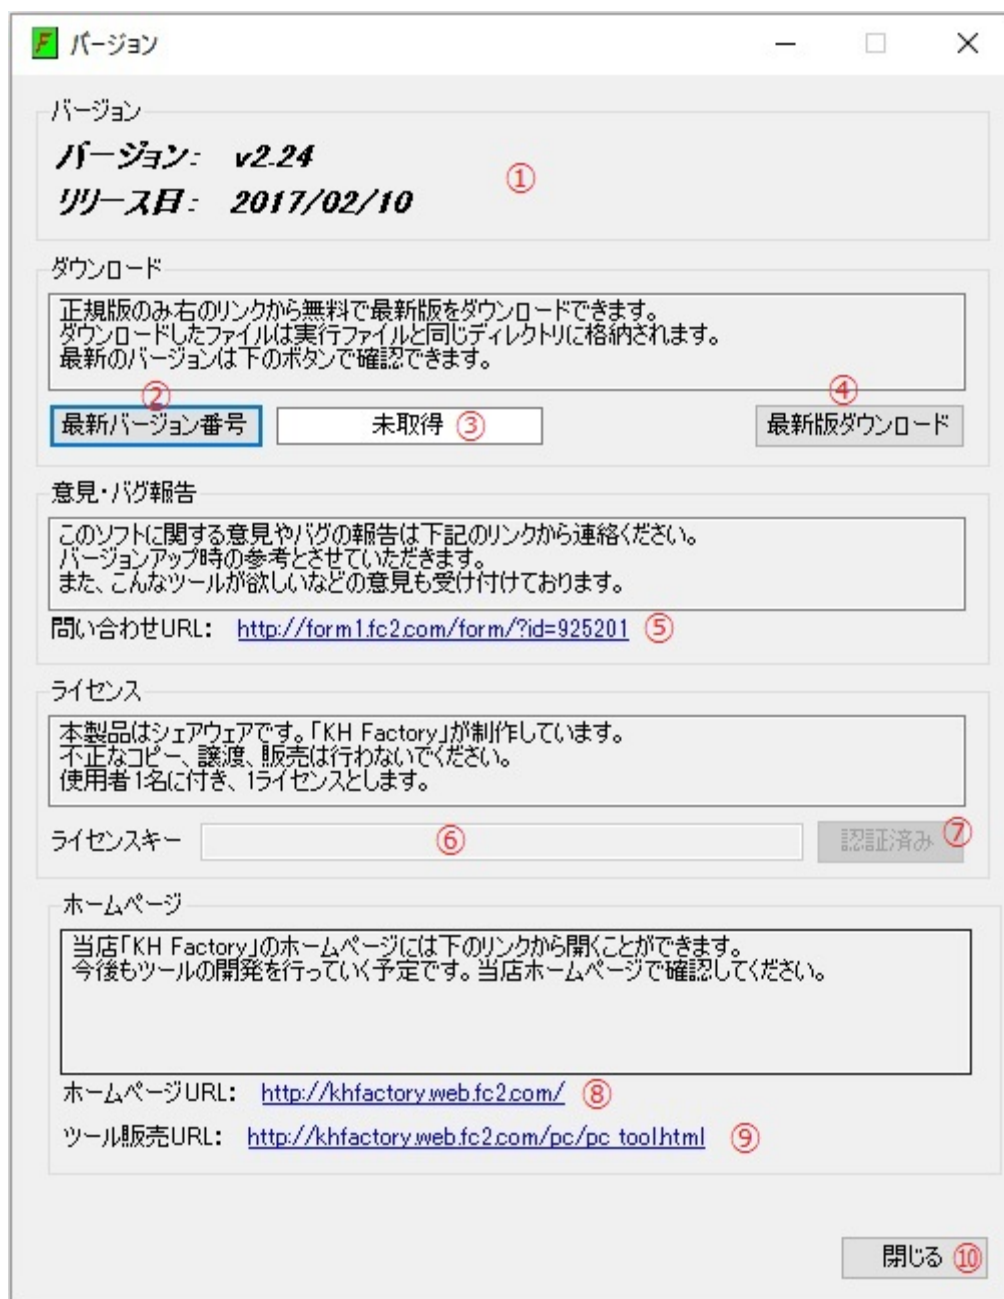 F バージョン
バージョン
バージョン: v2.24
①
リリース日: 2017/02/10
ダウンロード
正規版のみ右のリンクから無料で最新版をダウンロードできます。
ダウンロードしたファイルは実行ファイルと同じディレクトリに格納されます。
最新のバージョンは下のボタンで確認できます。
② ④
最新バージョン番号 未取得 ③ 最新版ダウンロード
意見・バグ報告
このソフトに関する意見やバグの報告は下記のリンクから連絡ください。
バージョンアップ時の参考とさせていただきます。
また、こんなツールが欲しいなどの意見も受け付けております。
問い合わせURL: http://form1.fc2.com/form/?id=925201 ⑤
ライセンス
本製品はシェアウェアです。「KH Factory」が制作しています。
不正なコピー、譲渡、販売は行わないでください。
使用者1名に付き、1ライセンスとします。
ライセンスキー ⑥ 認証済み ⑦
ホームページ
当店「KH Factory」のホームページには下のリンクから開くことができます。
今後もツールの開発を行っていく予定です。当店ホームページで確認してください。
ホームページURL: http://khfactory.web.fc2.com/ ⑧
ツール販売URL: http://khfactory.web.fc2.com/pc/pc_tool.html ⑨
閉じる ⑩